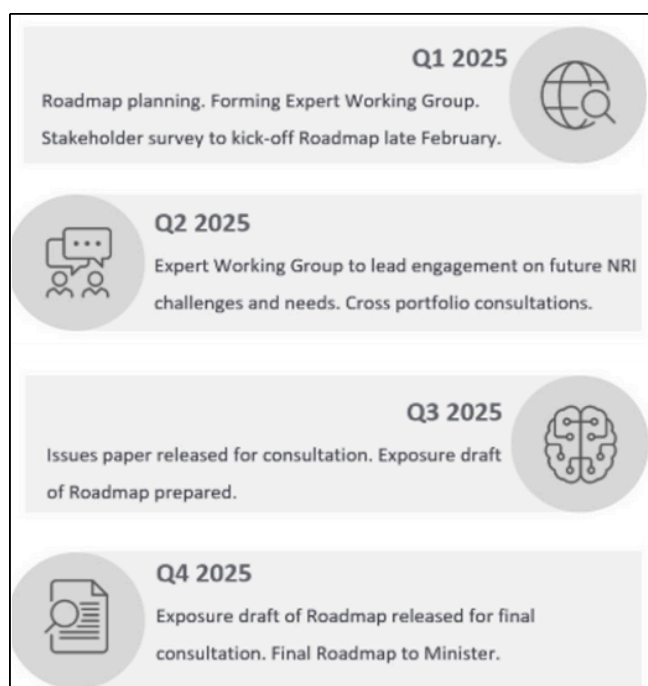 Q1 2025
Roadmap planning. Forming Expert Working Group.
Stakeholder survey to kick-off Roadmap late February.
Q2 2025
Expert Working Group to lead engagement on future NRI
challenges and needs. Cross portfolio consultations.
Q3 2025
Issues paper released for consultation. Exposure draft
of Roadmap prepared.
Q4 2025
Exposure draft of Roadmap released for final
consultation. Final Roadmap to Minister.